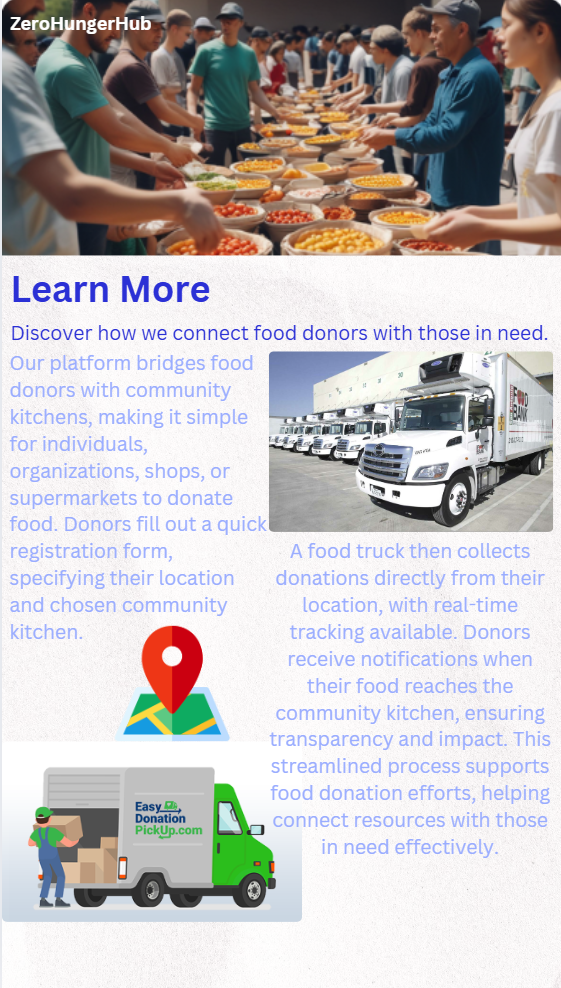 ZeroHungerHub
Learn More
Discover how we connect food donors with those in need.
Our platform bridges food
donors with community
kitchens, making it simple
for individuals,
organizations, shops, or
supermarkets to donate
food. Donors fill out a quick
registration form,
specifying their location
and chosen community
kitchen.
FOOD
BANK
A food truck then collects
donations directly from their
location, with real-time
tracking available. Donors
receive notifications when
their food reaches the
community kitchen, ensuring
transparency and impact. This
streamlined process supports
food donation efforts, helping
connect resources with those
in need effectively.
Easy
Donation
PickUp.com